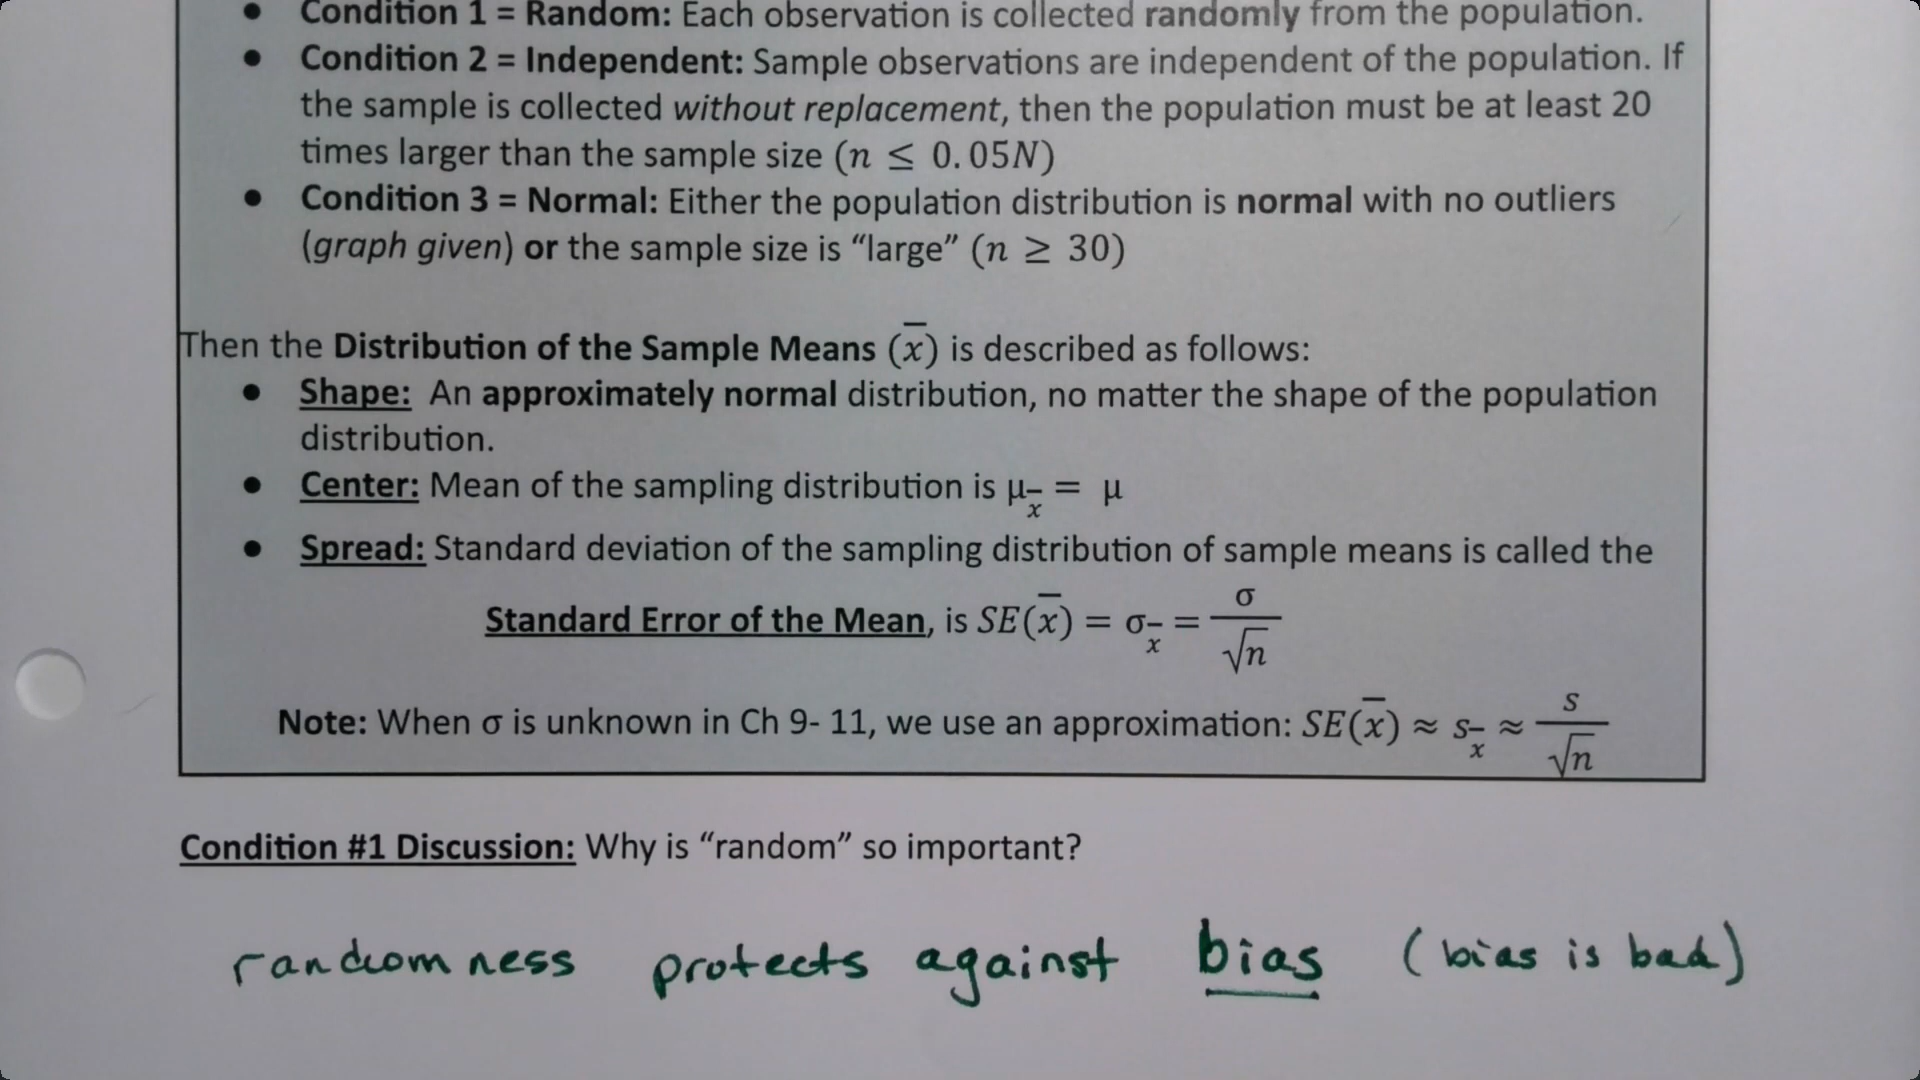 • Condition 1 = Random: Each observation is collected randomly from the population.
• Condition 2 = Independent: Sample observations are independent of the population. If
the sample is collected without replacement, then the population must be at least 20
times larger than the sample size (n ≤ 0.05N)
• Condition 3 = Normal: Either the population distribution is normal with no outliers
(graph given) or the sample size is “large” (n ≥ 30)
Then the Distribution of the Sample Means (x̅) is described as follows:
• Shape: An approximately normal distribution, no matter the shape of the population
distribution.
• Center: Mean of the sampling distribution is μ_x̅ = μ
• Spread: Standard deviation of the sampling distribution of sample means is called the
Standard Error of the Mean, is SE(x̅) = σ_x̅ = σ/√n
Note: When σ is unknown in Ch 9- 11, we use an approximation: SE(x̅) ≈ s_x̅ ≈ s/√n
Condition #1 Discussion: Why is “random” so important?
randomness protects against bias (bias is bad)